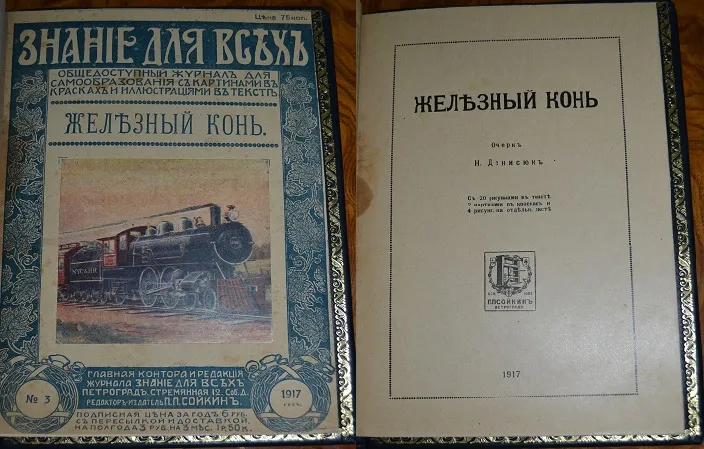 Цѣна 75 коп.
ЗНАНІЕ ДЛЯ ВСѢХЪ
ОБЩЕДОСТУПНЫЙ ЖУРНАЛЪ ДЛЯ
САМООБРАЗОВАНІЯ СЪ КАРТИНАМИ ВЪ
КРАСКАХЪ И ИЛЛЮСТРАЦІЯМИ ВЪ ТЕКСТѢ
ЖЕЛѢЗНЫЙ КОНЬ.
ГЛАВНАЯ КОНТОРА И РЕДАКЦІЯ
ЖУРНАЛА ЗНАНІЕ ДЛЯ ВСѢХЪ
ПЕТРОГРАДЪ, СТРЕМЯННАЯ 12. СОБ. Д.
РЕДАКТОРЪ-ИЗДАТЕЛЬ П.П.СОЙКИНЪ.
№ 3
1917
ПОДПИСНАЯ ЦѢНА ЗА ГОДЪ 6 РУБ.
СЪ ПЕРЕСЫЛКОЙ И ДОСТАВКОЙ,
НА ПОЛГОДА 3 РУБ. НА 3 МѢС. 1 Р. 50 К.
ЖЕЛѢЗНЫЙ КОНЬ
Очеркъ
Н. Дэнисюкъ
Съ 20 рисунками въ текстѣ
2 картинами въ краскахъ и
4 рисун. на отдѣльн. листѣ
П.П.СОЙКИНЪ
ПЕТРОГРАДЪ
1917